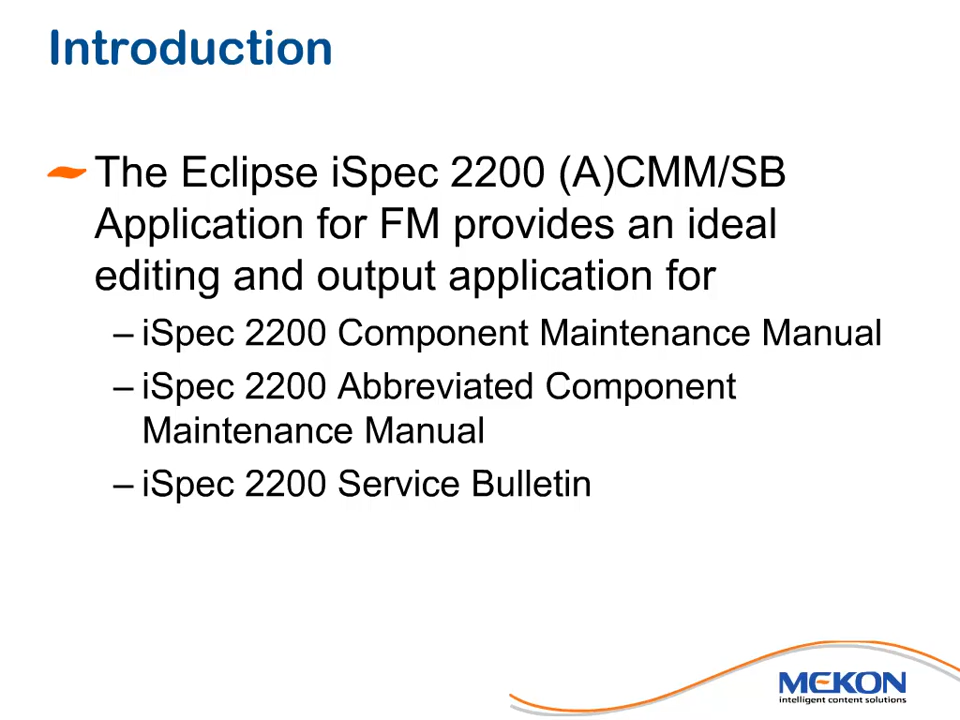 Introduction
The Eclipse iSpec 2200 (A)CMM/SB
Application for FM provides an ideal
editing and output application for
– iSpec 2200 Component Maintenance Manual
– iSpec 2200 Abbreviated Component
Maintenance Manual
– iSpec 2200 Service Bulletin
MEKON
intelligent content solutions